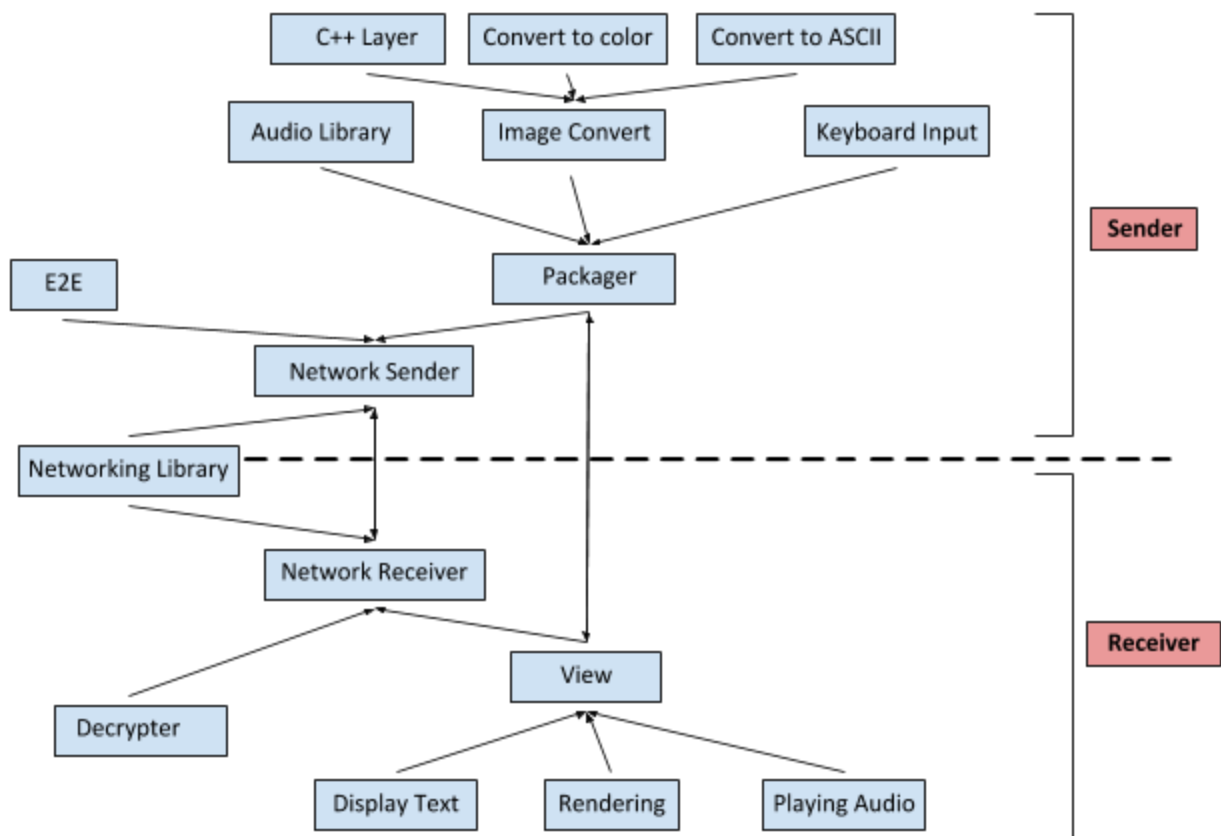 C++ Layer
Convert to color
Convert to ASCII
Audio Library
Image Convert
Keyboard Input
Sender
E2E
Packager
Network Sender
Networking Library
Network Receiver
Receiver
View
Decrypter
Display Text
Rendering
Playing Audio